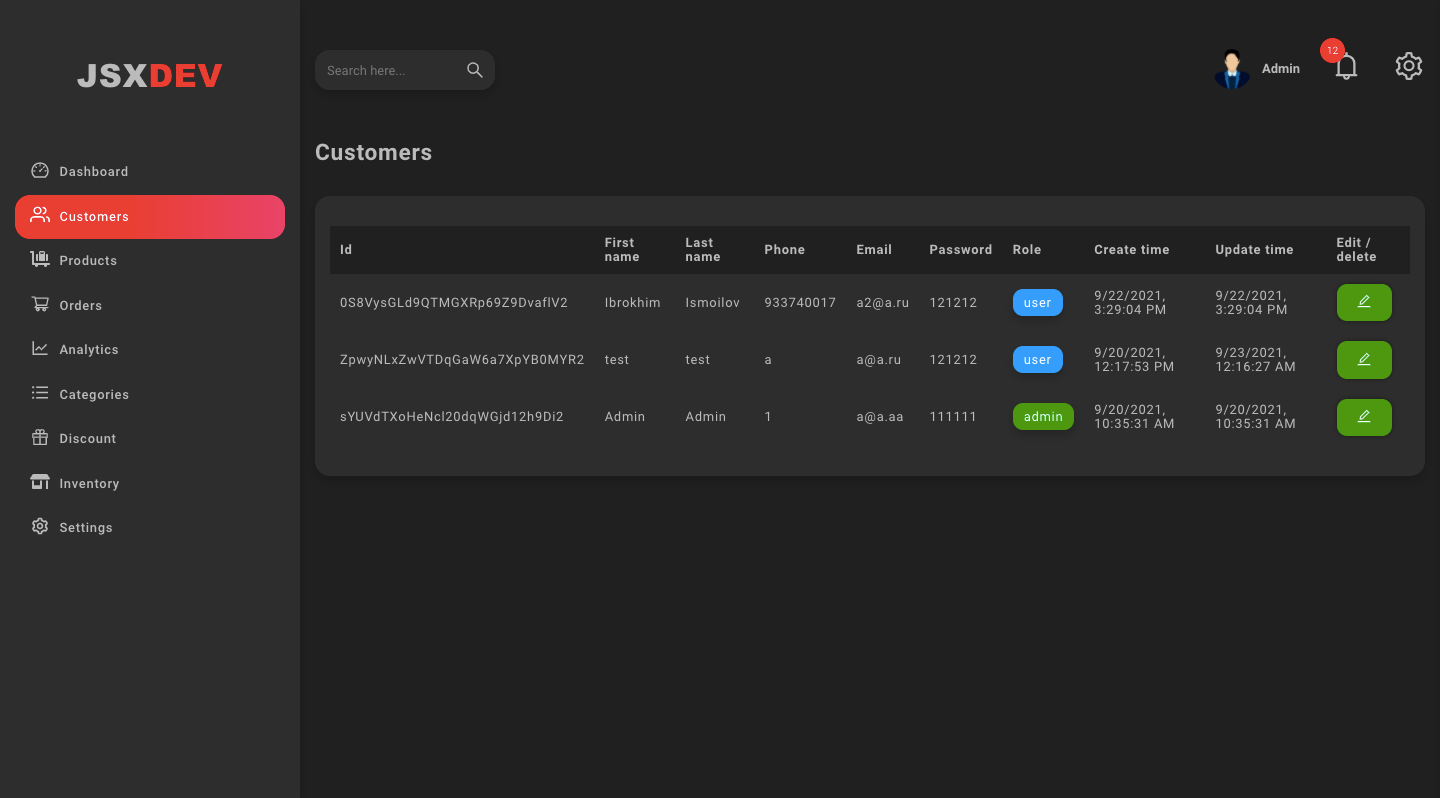 JSXDEV
Search here...
Admin
12
Dashboard
Customers
Products
Orders
Analytics
Categories
Discount
Inventory
Settings
Customers
Id First name Last name Phone Email Password Role Create time Update time Edit / delete
0S8VysGLd9QTMGXRp69Z9DvaflV2 Ibrokhim Ismoilov 933740017 a2@a.ru 121212 user 9/22/2021, 3:29:04 PM 9/22/2021, 3:29:04 PM
ZpwyNLxZwVTDqGaW6a7XpYB0MYR2 test test a a@a.ru 121212 user 9/20/2021, 12:17:53 PM 9/23/2021, 12:16:27 AM
sYUVdTXoHeNcl20dqWGjd12h9Di2 Admin Admin 1 a@a.aa 111111 admin 9/20/2021, 10:35:31 AM 9/20/2021, 10:35:31 AM